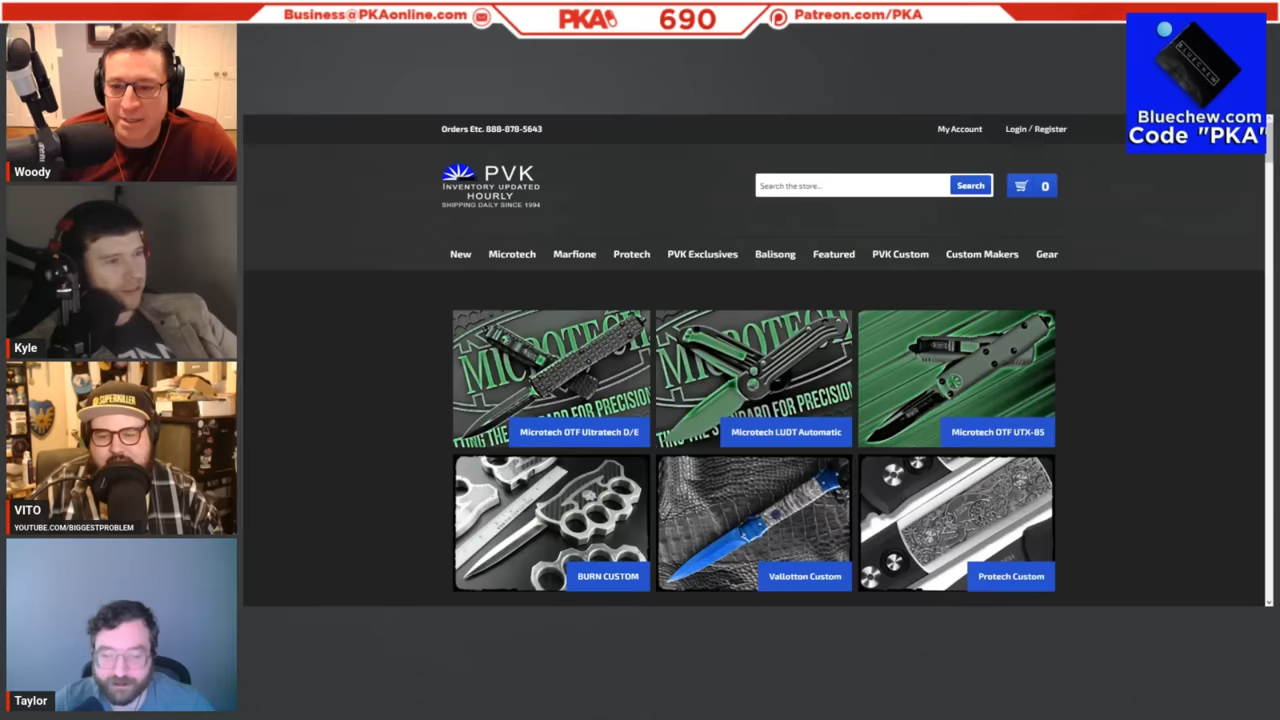 Business@PKAonline.com
PKA
690
Patreon.com/PKA
BLUECHEW
Bluechew.com
Code "PKA"
Woody
Kyle
SUPERKILLER
VITO
YOUTUBE.COM/BIGGESTPROBLEM
Taylor
Orders Etc. 888-878-5643
My Account
Login / Register
PVK
INVENTORY UPDATED
HOURLY
SHIPPING DAILY SINCE 1994
Search the store...
Search
0
New
Microtech
Marfione
Protech
PVK Exclusives
Balisong
Featured
PVK Custom
Custom Makers
Gear
MICROTECH
Microtech OTF Ultratech D/E
MICROTECH
Microtech LUDT Automatic
Microtech OTF UTX-85
BURN CUSTOM
Vallotton Custom
Protech Custom